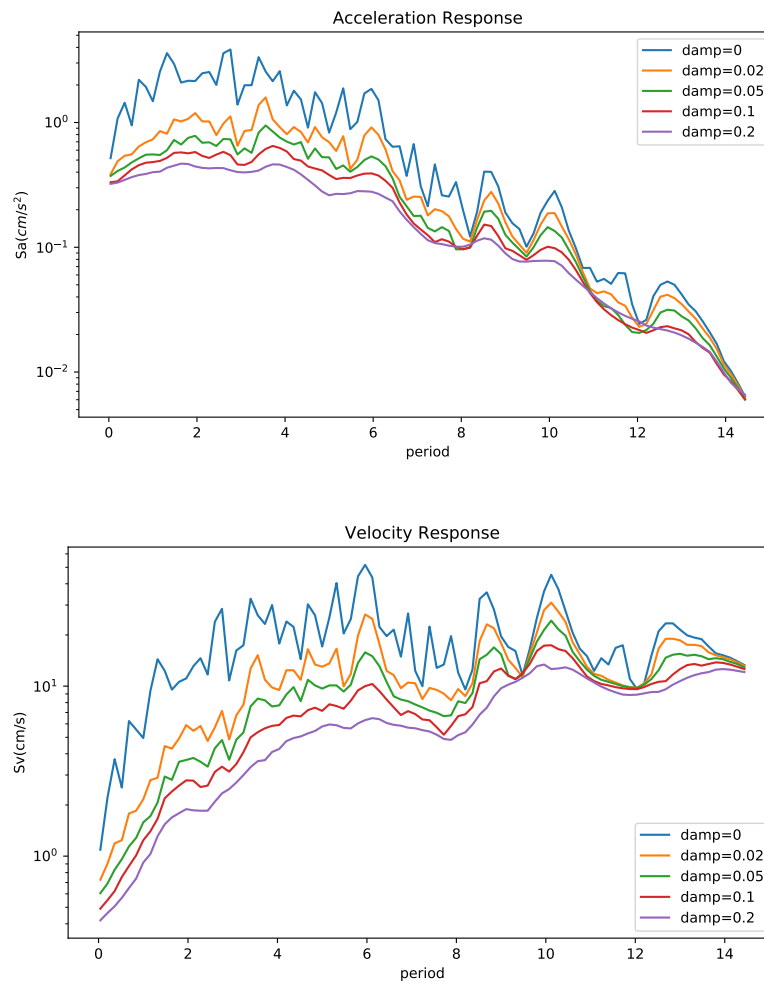 Acceleration Response
damp=0
damp=0.02
damp=0.05
damp=0.1
damp=0.2
Sa(cm/s²)
10⁰
10⁻¹
10⁻²
0 2 4 6 8 10 12 14
period
Velocity Response
Sv(cm/s)
10¹
10⁰
damp=0
damp=0.02
damp=0.05
damp=0.1
damp=0.2
0 2 4 6 8 10 12 14
period